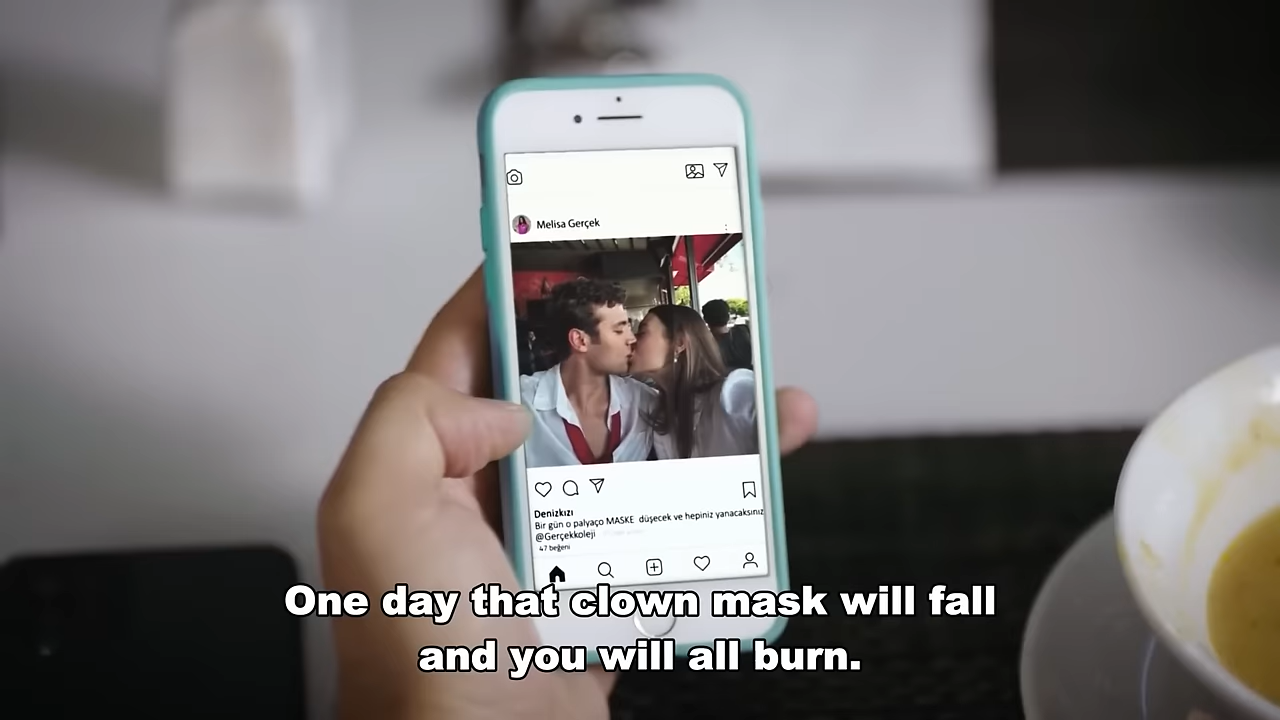 Melisa Gerçek
Denizkızı
Bir gün o palyaço MASKE düşecek ve hepiniz yanacaksınız
@Gerçekkoleji
47 beğeni
One day that clown mask will fall
and you will all burn.